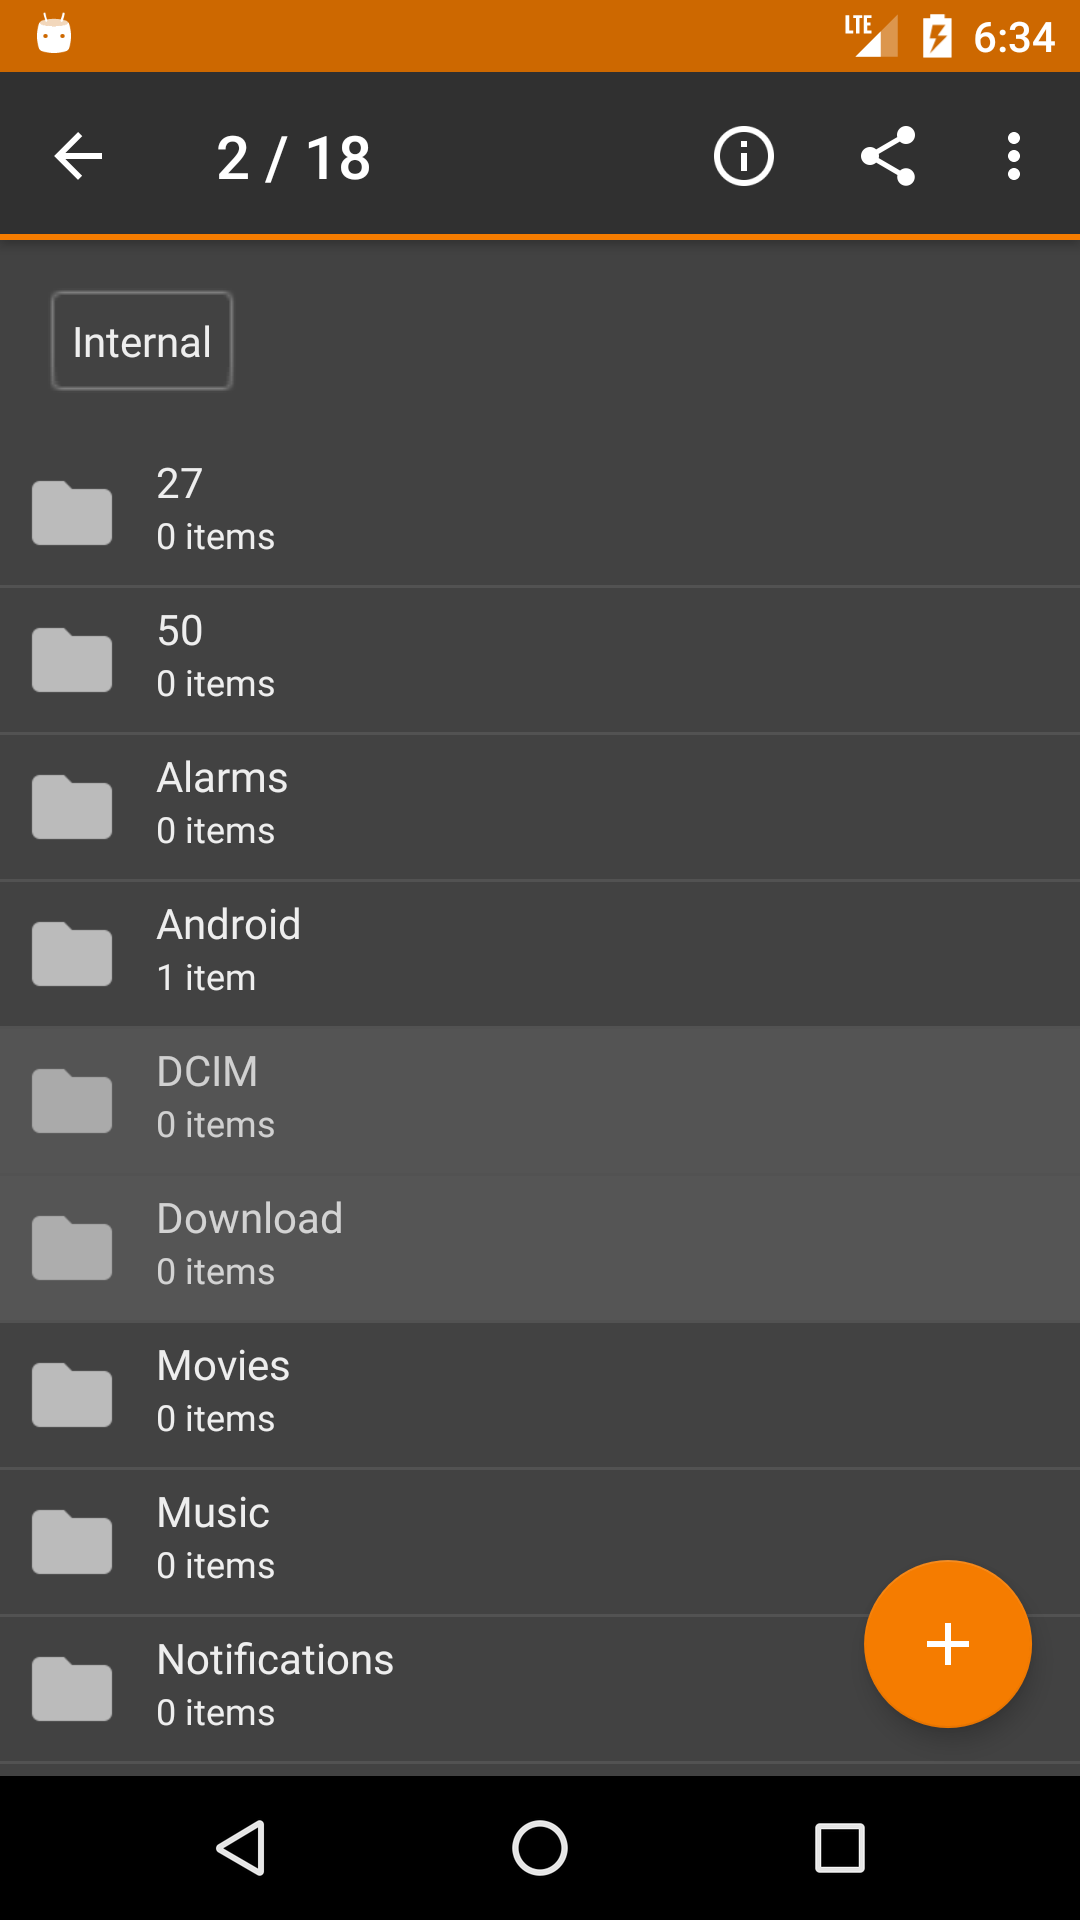 LTE 6:34
2 / 18
Internal
27
0 items
50
0 items
Alarms
0 items
Android
1 item
DCIM
0 items
Download
0 items
Movies
0 items
Music
0 items
Notifications
0 items